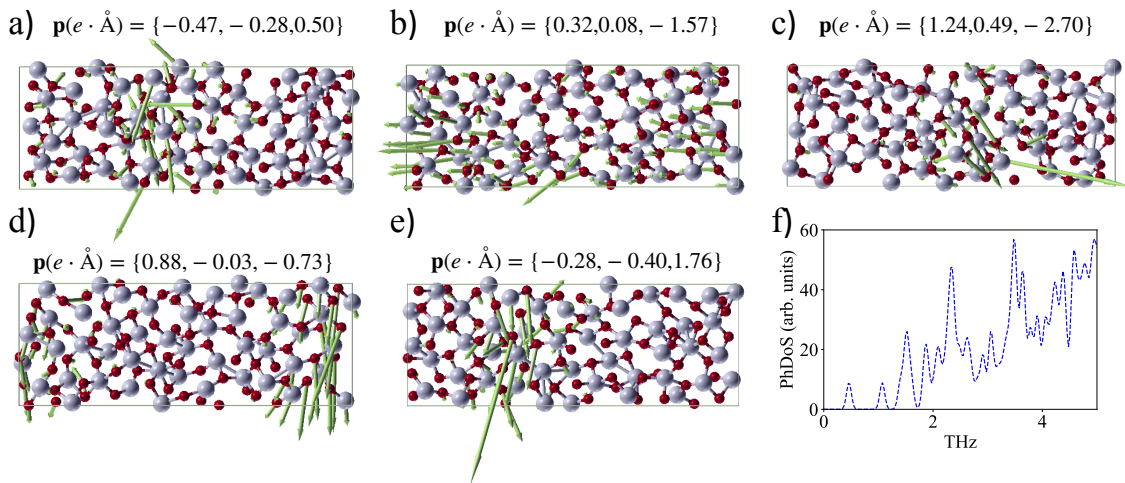 a) 𝐩(e · Å) = {−0.47, − 0.28,0.50}
b) 𝐩(e · Å) = {0.32,0.08, − 1.57}
c) 𝐩(e · Å) = {1.24,0.49, − 2.70}
d) 𝐩(e · Å) = {0.88, − 0.03, − 0.73}
e) 𝐩(e · Å) = {−0.28, − 0.40,1.76}
f)
PhDoS (arb. units)
60
40
20
0
0 2 4
THz